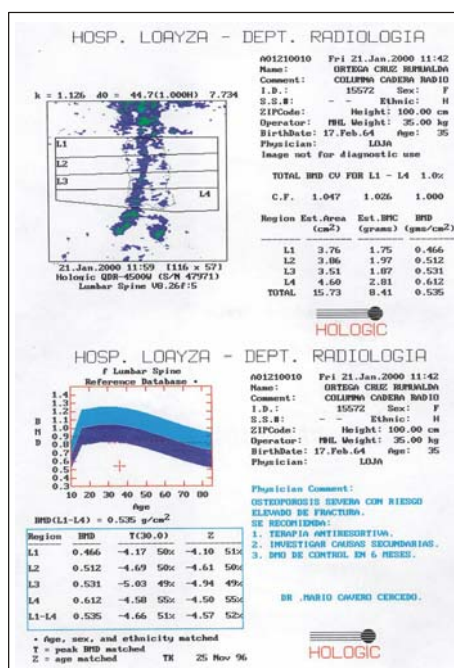 HOSP. LOAYZA - DEPT. RADIOLOGIA
k = 1.126 d0 = 44.7(1.000H) 7.734
L1
L2
L3
L4
21.Jan.2000 11:59 [116 x 57]
Hologic QDR-4500W (S/N 47971)
Lumbar Spine V8.26f:5
A01210010 Fri 21.Jan.2000 11:42
Name: ORTEGA CRUZ RUMUALDA
Comment: COLUMNA CADERA RADIO
I.D.: 15572 Sex: F
S.S.#: - - Ethnic: H
ZIPCode: Height: 100.00 cm
Operator: MHL Weight: 35.00 kg
BirthDate: 17.Feb.64 Age: 35
Physician: LOJA
Image not for diagnostic use
TOTAL BMD CV FOR L1 - L4 1.0%
C.F. 1.047 1.026 1.000
Region Est.Area Est.BMC BMD
(cm2) (grams) (gms/cm2)
L1 3.76 1.75 0.466
L2 3.86 1.97 0.512
L3 3.51 1.87 0.531
L4 4.60 2.81 0.612
TOTAL 15.73 8.41 0.535
HOLOGIC
HOSP. LOAYZA - DEPT. RADIOLOGIA
f Lumbar Spine
Reference Database •
1.4
1.3
1.2
1.1
1.0
0.9
0.8
0.7
0.6
0.5
0.4
0.3
BMD
10 20 30 40 50 60 70 80
Age
BMD(L1-L4) = 0.535 g/cm2
Region BMD T(30.0) Z
L1 0.466 -4.17 50% -4.10 51%
L2 0.512 -4.69 50% -4.61 50%
L3 0.531 -5.03 49% -4.94 49%
L4 0.612 -4.58 55% -4.50 55%
L1-L4 0.535 -4.66 51% -4.57 52%
• Age, sex, and ethnicity matched
T = peak BMD matched
Z = age matched TK 25 Nov 96
A01210010 Fri 21.Jan.2000 11:42
Name: ORTEGA CRUZ RUMUALDA
Comment: COLUMNA CADERA RADIO
I.D.: 15572 Sex: F
S.S.#: - - Ethnic: H
ZIPCode: Height: 100.00 cm
Operator: MHL Weight: 35.00 kg
BirthDate: 17.Feb.64 Age: 35
Physician: LOJA
Physician Comment:
OSTEOPOROSIS SEVERA CON RIESGO
ELEVADO DE FRACTURA.
SE RECOMIENDA:
1. TERAPIA ANTIRESORTIVA.
2. INVESTIGAR CAUSAS SECUNDARIAS.
3. DMO DE CONTROL EN 6 MESES.
DR .MARIO CAVERO CERCEDO.
HOLOGIC